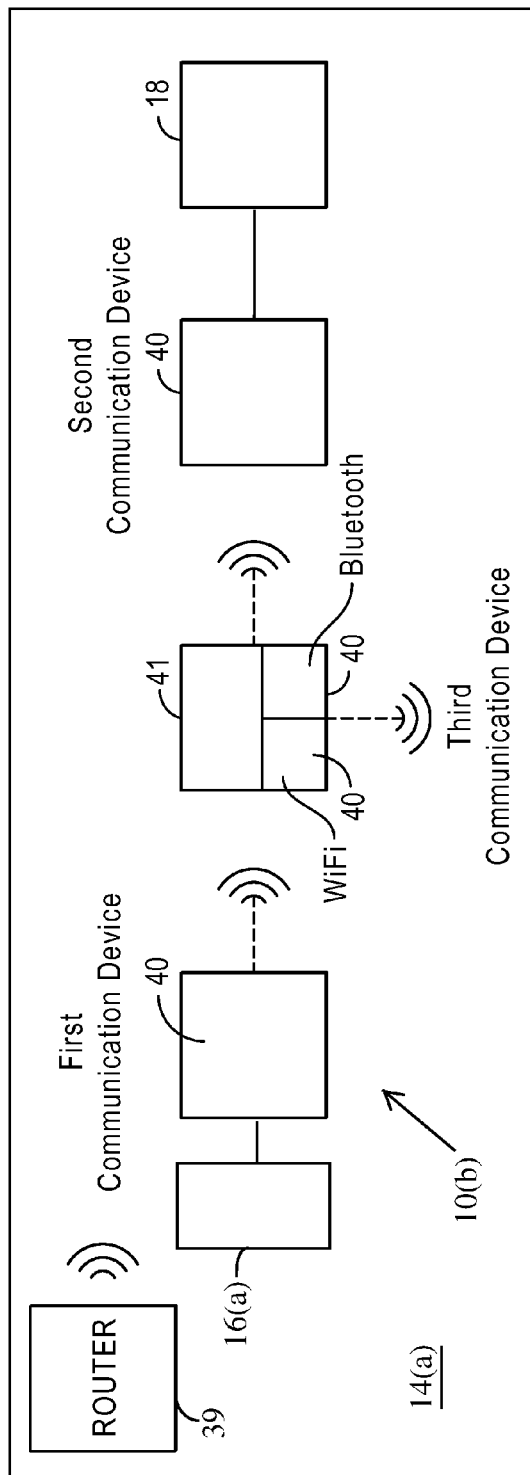 ROUTER
39
16(a)
First
Communication Device
40
41
WiFi
40
40
Bluetooth
Third
Communication Device
Second
Communication Device
40
18
10(b)
14(a)